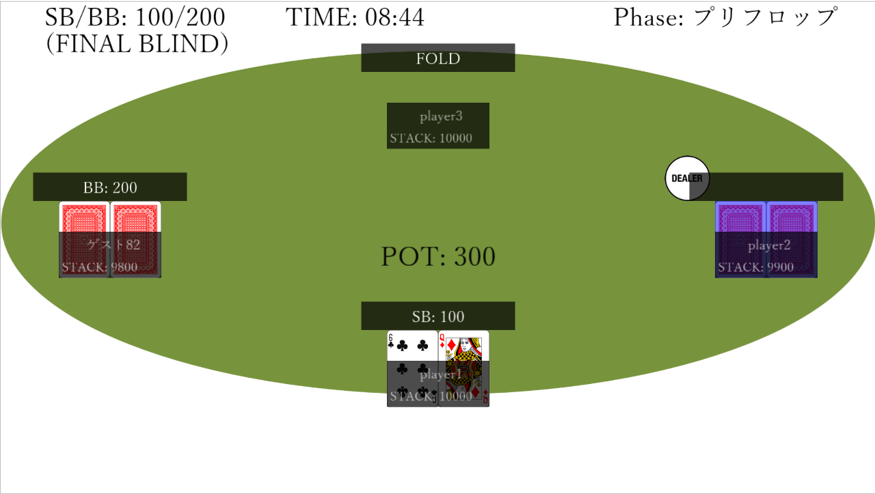 SB/BB: 100/200
(FINAL BLIND)
TIME: 08:44
Phase: プリフロップ
FOLD
player3
STACK: 10000
DEALER
BB: 200
ゲスト82
STACK: 9800
player2
STACK: 9900
POT: 300
SB: 100
6
Q
player1
STACK: 10000